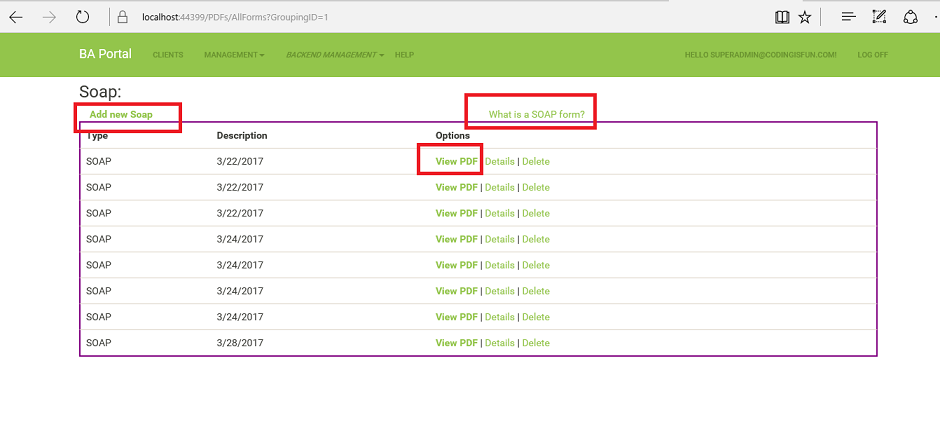 localhost:44399/PDFs/AllForms?GroupingID=1
BA Portal CLIENTS MANAGEMENT BACKEND MANAGEMENT HELP HELLO SUPERADMIN@CODINGISFUN.COM! LOG OFF
Soap:
Add new Soap What is a SOAP form?
Type Description Options
SOAP 3/22/2017 View PDF | Details | Delete
SOAP 3/22/2017 View PDF | Details | Delete
SOAP 3/22/2017 View PDF | Details | Delete
SOAP 3/24/2017 View PDF | Details | Delete
SOAP 3/24/2017 View PDF | Details | Delete
SOAP 3/24/2017 View PDF | Details | Delete
SOAP 3/24/2017 View PDF | Details | Delete
SOAP 3/28/2017 View PDF | Details | Delete